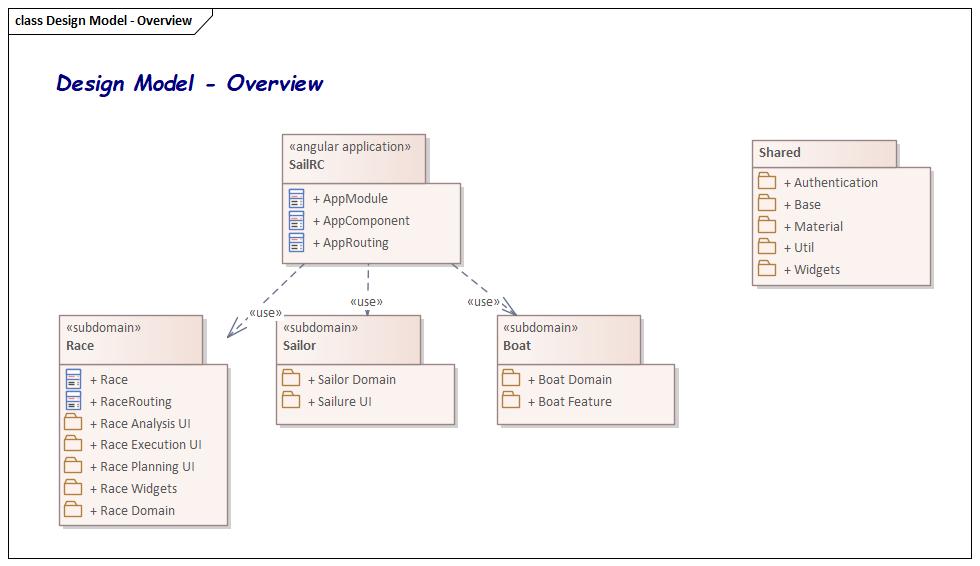 class Design Model - Overview
Design Model - Overview
«angular application»
SailRC
+ AppModule
+ AppComponent
+ AppRouting
Shared
+ Authentication
+ Base
+ Material
+ Util
+ Widgets
«use»
«use»
«use»
«subdomain»
Race
+ Race
+ RaceRouting
+ Race Analysis UI
+ Race Execution UI
+ Race Planning UI
+ Race Widgets
+ Race Domain
«subdomain»
Sailor
+ Sailor Domain
+ Sailure UI
«subdomain»
Boat
+ Boat Domain
+ Boat Feature